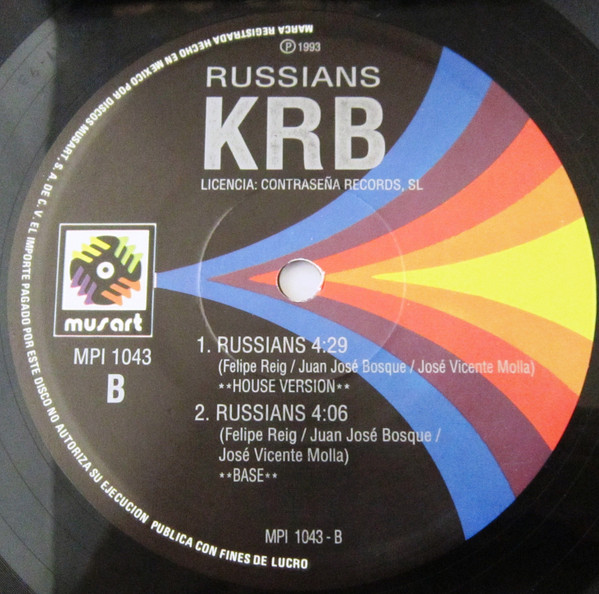 ℗ 1993
RUSSIANS
KRB
LICENCIA: CONTRASEÑA RECORDS, SL
musart
MPI 1043
B
1. RUSSIANS 4:29
(Felipe Reig / Juan José Bosque / José Vicente Molla)
**HOUSE VERSION**
2. RUSSIANS 4:06
(Felipe Reig / Juan José Bosque /
José Vicente Molla)
**BASE**
MPI 1043 - B
MARCA REGISTRADA HECHO EN MEXICO POR DISCOS MUSART, S.A. DE C.V. EL IMPORTE PAGADO POR ESTE DISCO NO AUTORIZA SU EJECUCION PUBLICA CON FINES DE LUCRO